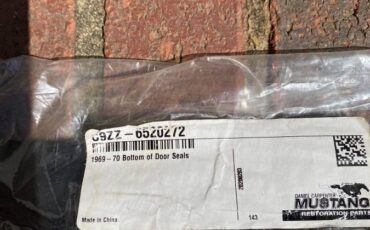 C9ZZ-6520272
1969-70 Bottom of Door Seals
Made in China
143
DANIEL CARPENTER
MUSTANG
RESTORATION PARTS